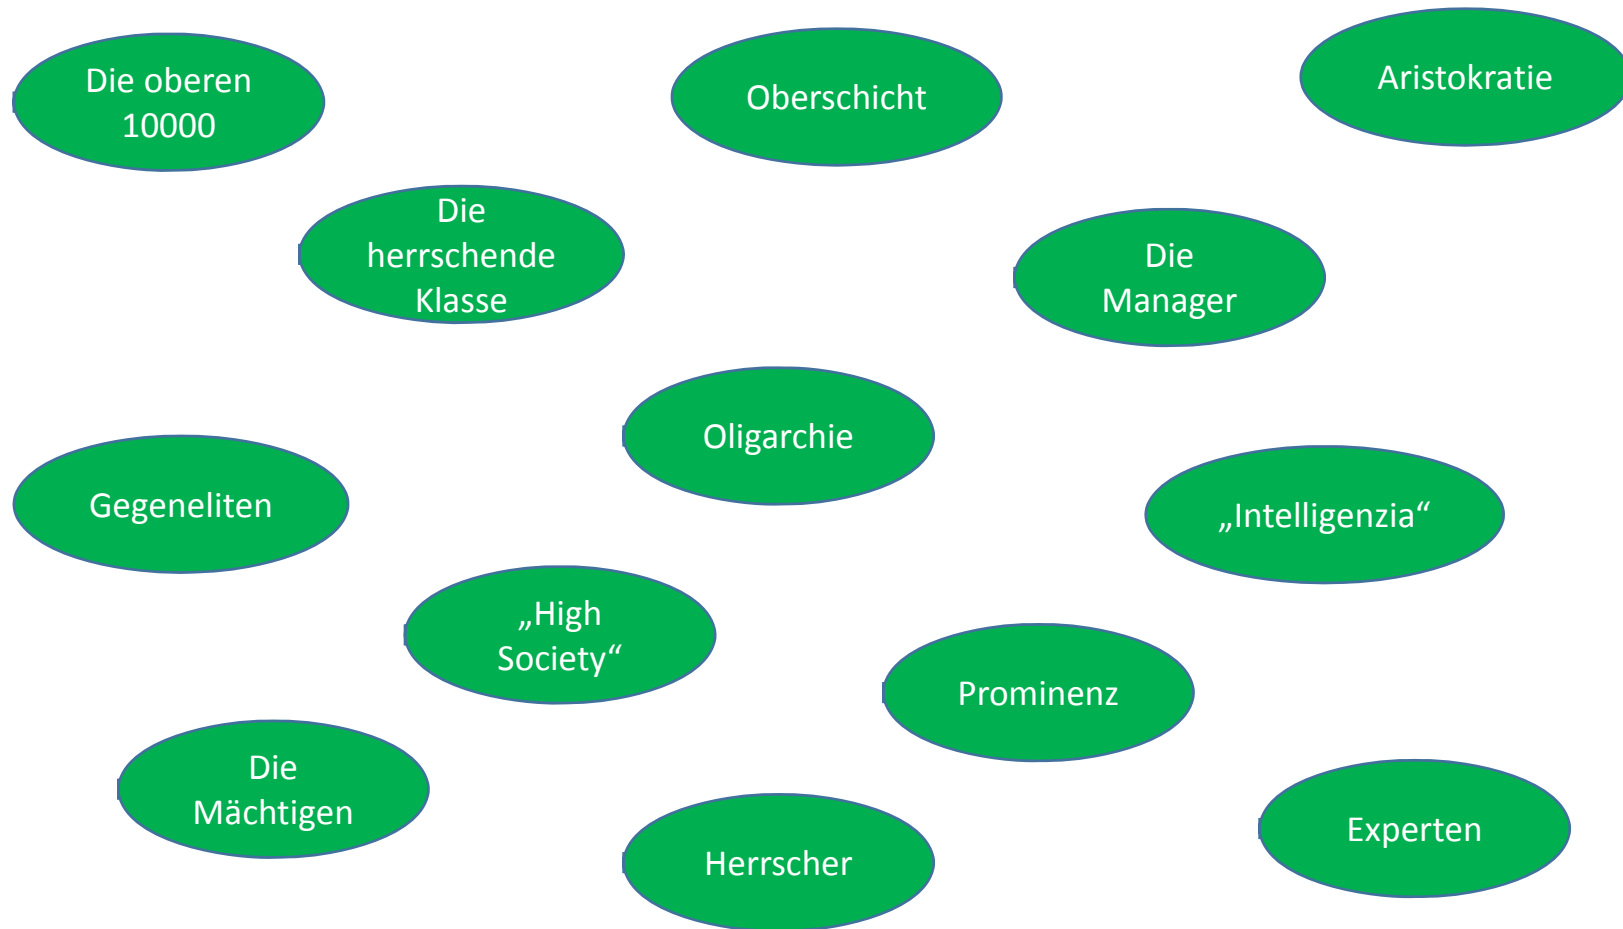 Die oberen
10000
Oberschicht
Aristokratie
Die
herrschende
Klasse
Die
Manager
Oligarchie
Gegeneliten
„Intelligenzia“
„High
Society“
Prominenz
Die
Mächtigen
Herrscher
Experten